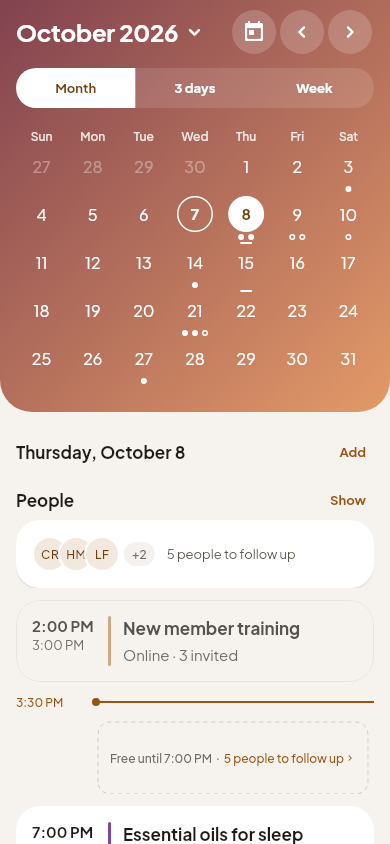 October 2026
Month 3 days Week
Sun Mon Tue Wed Thu Fri Sat
27 28 29 30 1 2 3
4 5 6 7 8 9 10
11 12 13 14 15 16 17
18 19 20 21 22 23 24
25 26 27 28 29 30 31
Thursday, October 8 Add
People Show
CR HM LF +2 5 people to follow up
2:00 PM New member training
3:00 PM Online · 3 invited
3:30 PM
Free until 7:00 PM · 5 people to follow up ›
7:00 PM Essential oils for sleep